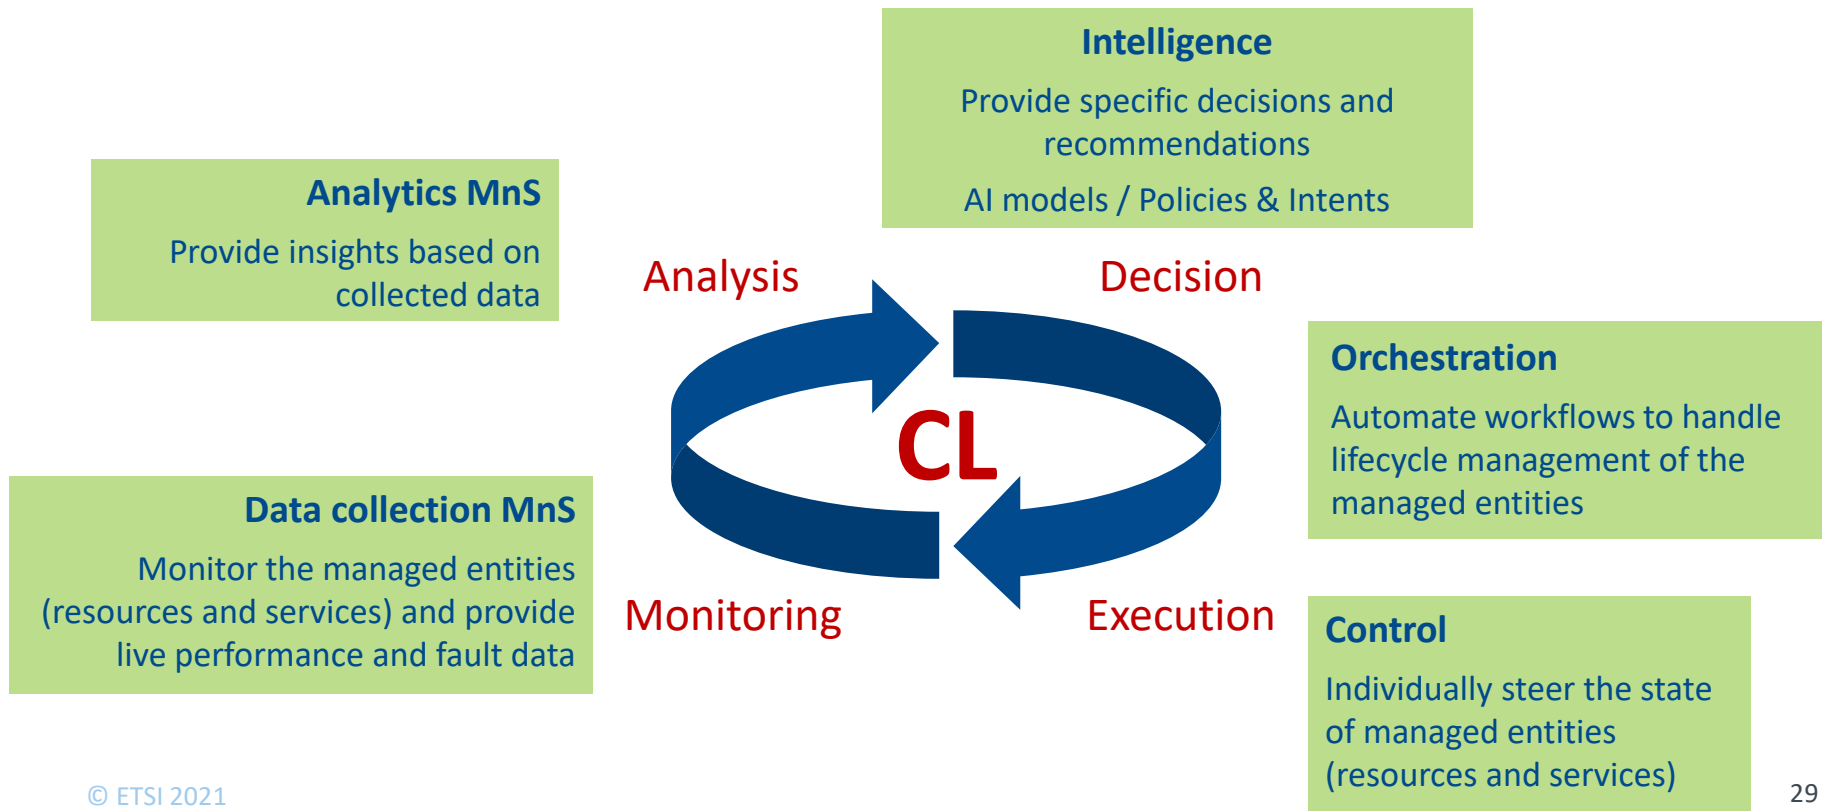 Intelligence
Provide specific decisions and
recommendations
AI models / Policies & Intents
Analytics MnS
Provide insights based on
collected data
Analysis
Decision
Orchestration
Automate workflows to handle
lifecycle management of the
managed entities
CL
Data collection MnS
Monitor the managed entities
(resources and services) and provide
live performance and fault data
Monitoring
Execution
Control
Individually steer the state
of managed entities
(resources and services)
© ETSI 2021
29